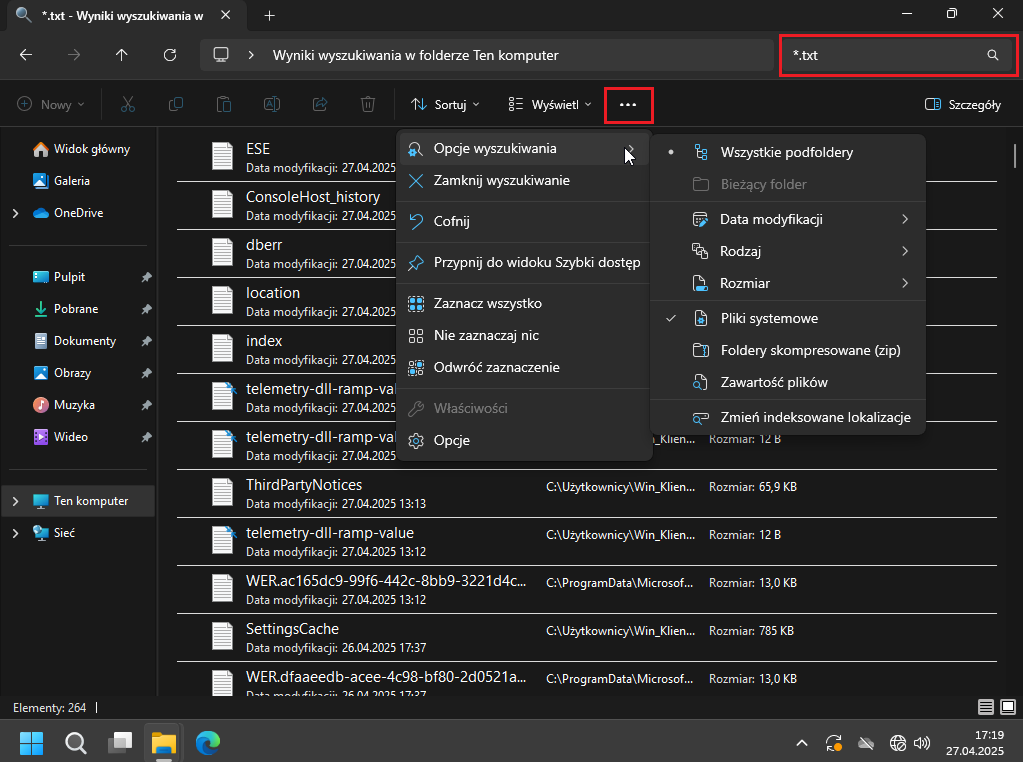 *.txt - Wyniki wyszukiwania w
Wyniki wyszukiwania w folderze Ten komputer
*.txt
Nowy
Sortuj
Wyświetl
Szczegóły
Widok główny
Galeria
OneDrive
Pulpit
Pobrane
Dokumenty
Obrazy
Muzyka
Wideo
Ten komputer
Sieć
ESE
Data modyfikacji: 27.04.2025
ConsoleHost_history
Data modyfikacji: 27.04.2025
dberr
Data modyfikacji: 27.04.2025
location
Data modyfikacji: 27.04.2025
index
Data modyfikacji: 27.04.2025
telemetry-dll-ramp-val
Data modyfikacji: 27.04.2025
telemetry-dll-ramp-val
_Klien... Rozmiar: 12 B
Data modyfikacji: 27.04.2025
ThirdPartyNotices
C:\Użytkownicy\Win_Klien... Rozmiar: 65,9 KB
Data modyfikacji: 27.04.2025 13:13
telemetry-dll-ramp-value
C:\Użytkownicy\Win_Klien... Rozmiar: 12 B
Data modyfikacji: 27.04.2025 13:12
WER.ac165dc9-99f6-442c-8bb9-3221d4c...
C:\ProgramData\Microsof... Rozmiar: 13,0 KB
Data modyfikacji: 27.04.2025 13:12
SettingsCache
C:\Użytkownicy\Win_Klien... Rozmiar: 785 KB
Data modyfikacji: 26.04.2025 17:37
WER.dfaaeedb-acee-4c98-bf80-2d0521a...
C:\ProgramData\Microsof... Rozmiar: 13,0 KB
Data modyfikacji: 26.04.2025 17:37
Opcje wyszukiwania
Zamknij wyszukiwanie
Cofnij
Przypnij do widoku Szybki dostęp
Zaznacz wszystko
Nie zaznaczaj nic
Odwróć zaznaczenie
Właściwości
Opcje
Wszystkie podfoldery
Bieżący folder
Data modyfikacji
Rodzaj
Rozmiar
Pliki systemowe
Foldery skompresowane (zip)
Zawartość plików
Zmień indeksowane lokalizacje
Elementy: 264
17:19
27.04.2025